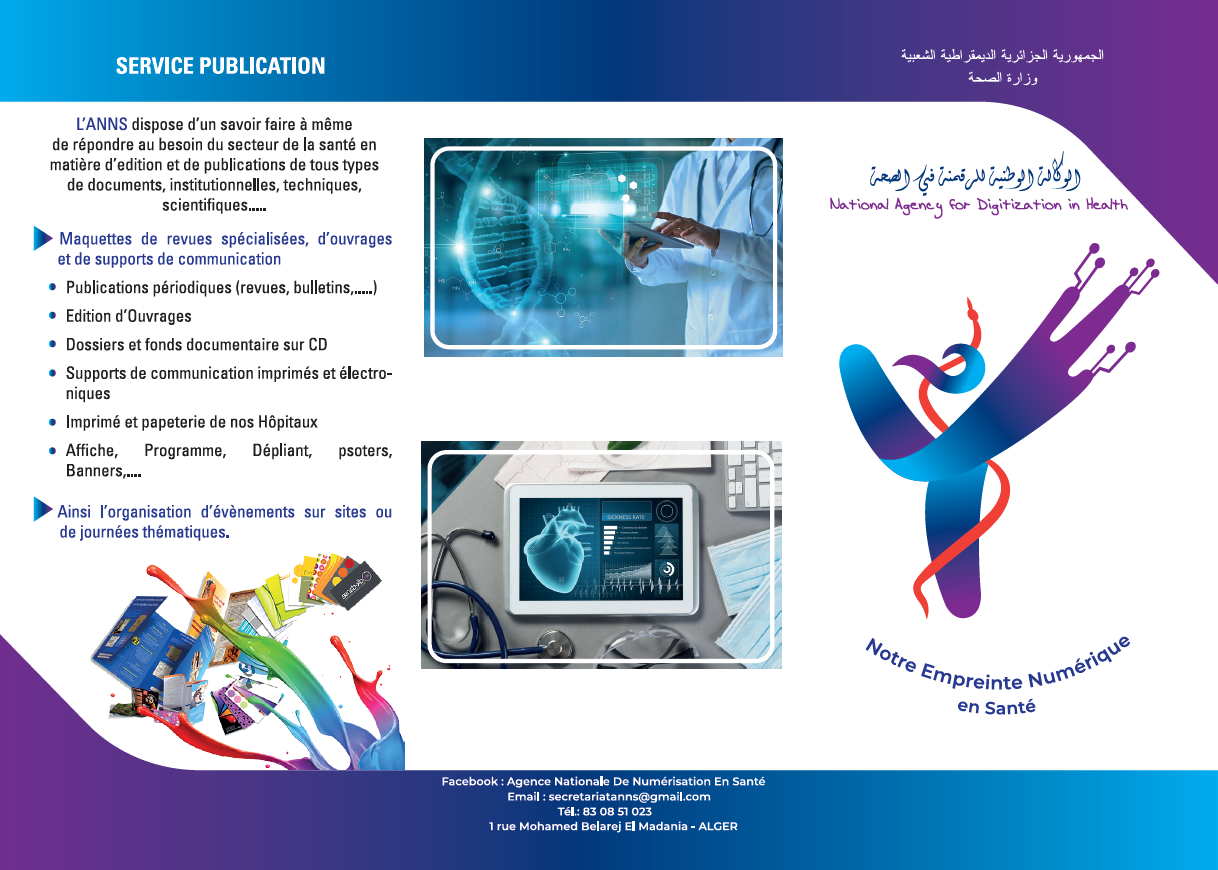 SERVICE PUBLICATION
L'ANNS dispose d'un savoir faire à même
de répondre au besoin du secteur de la santé en
matière d'edition et de publications de tous types
de documents, institutionnelles, techniques,
scientifiques.....
Maquettes de revues spécialisées, d'ouvrages
et de supports de communication
Publications périodiques (revues, bulletins,.....)
Edition d'Ouvrages
Dossiers et fonds documentaire sur CD
Supports de communication imprimés et électro-
niques
Imprimé et papeterie de nos Hôpitaux
Affiche, Programme, Dépliant, psoters,
Banners,....
Ainsi l'organisation d'évènements sur sites ou
de journées thématiques.
SICKNESS RATE
Facebook : Agence Nationale De Numérisation En Santé
Email : secretariatanns@gmail.com
Tél.: 83 08 51 023
1 rue Mohamed Belarej El Madania - ALGER
الجمهورية الجزائرية الديمقراطية الشعبية
وزارة الصحة
الوكالة الوطنية للرقمنة في الصحة
National Agency for Digitization in Health
Notre Empreinte Numérique
en Santé